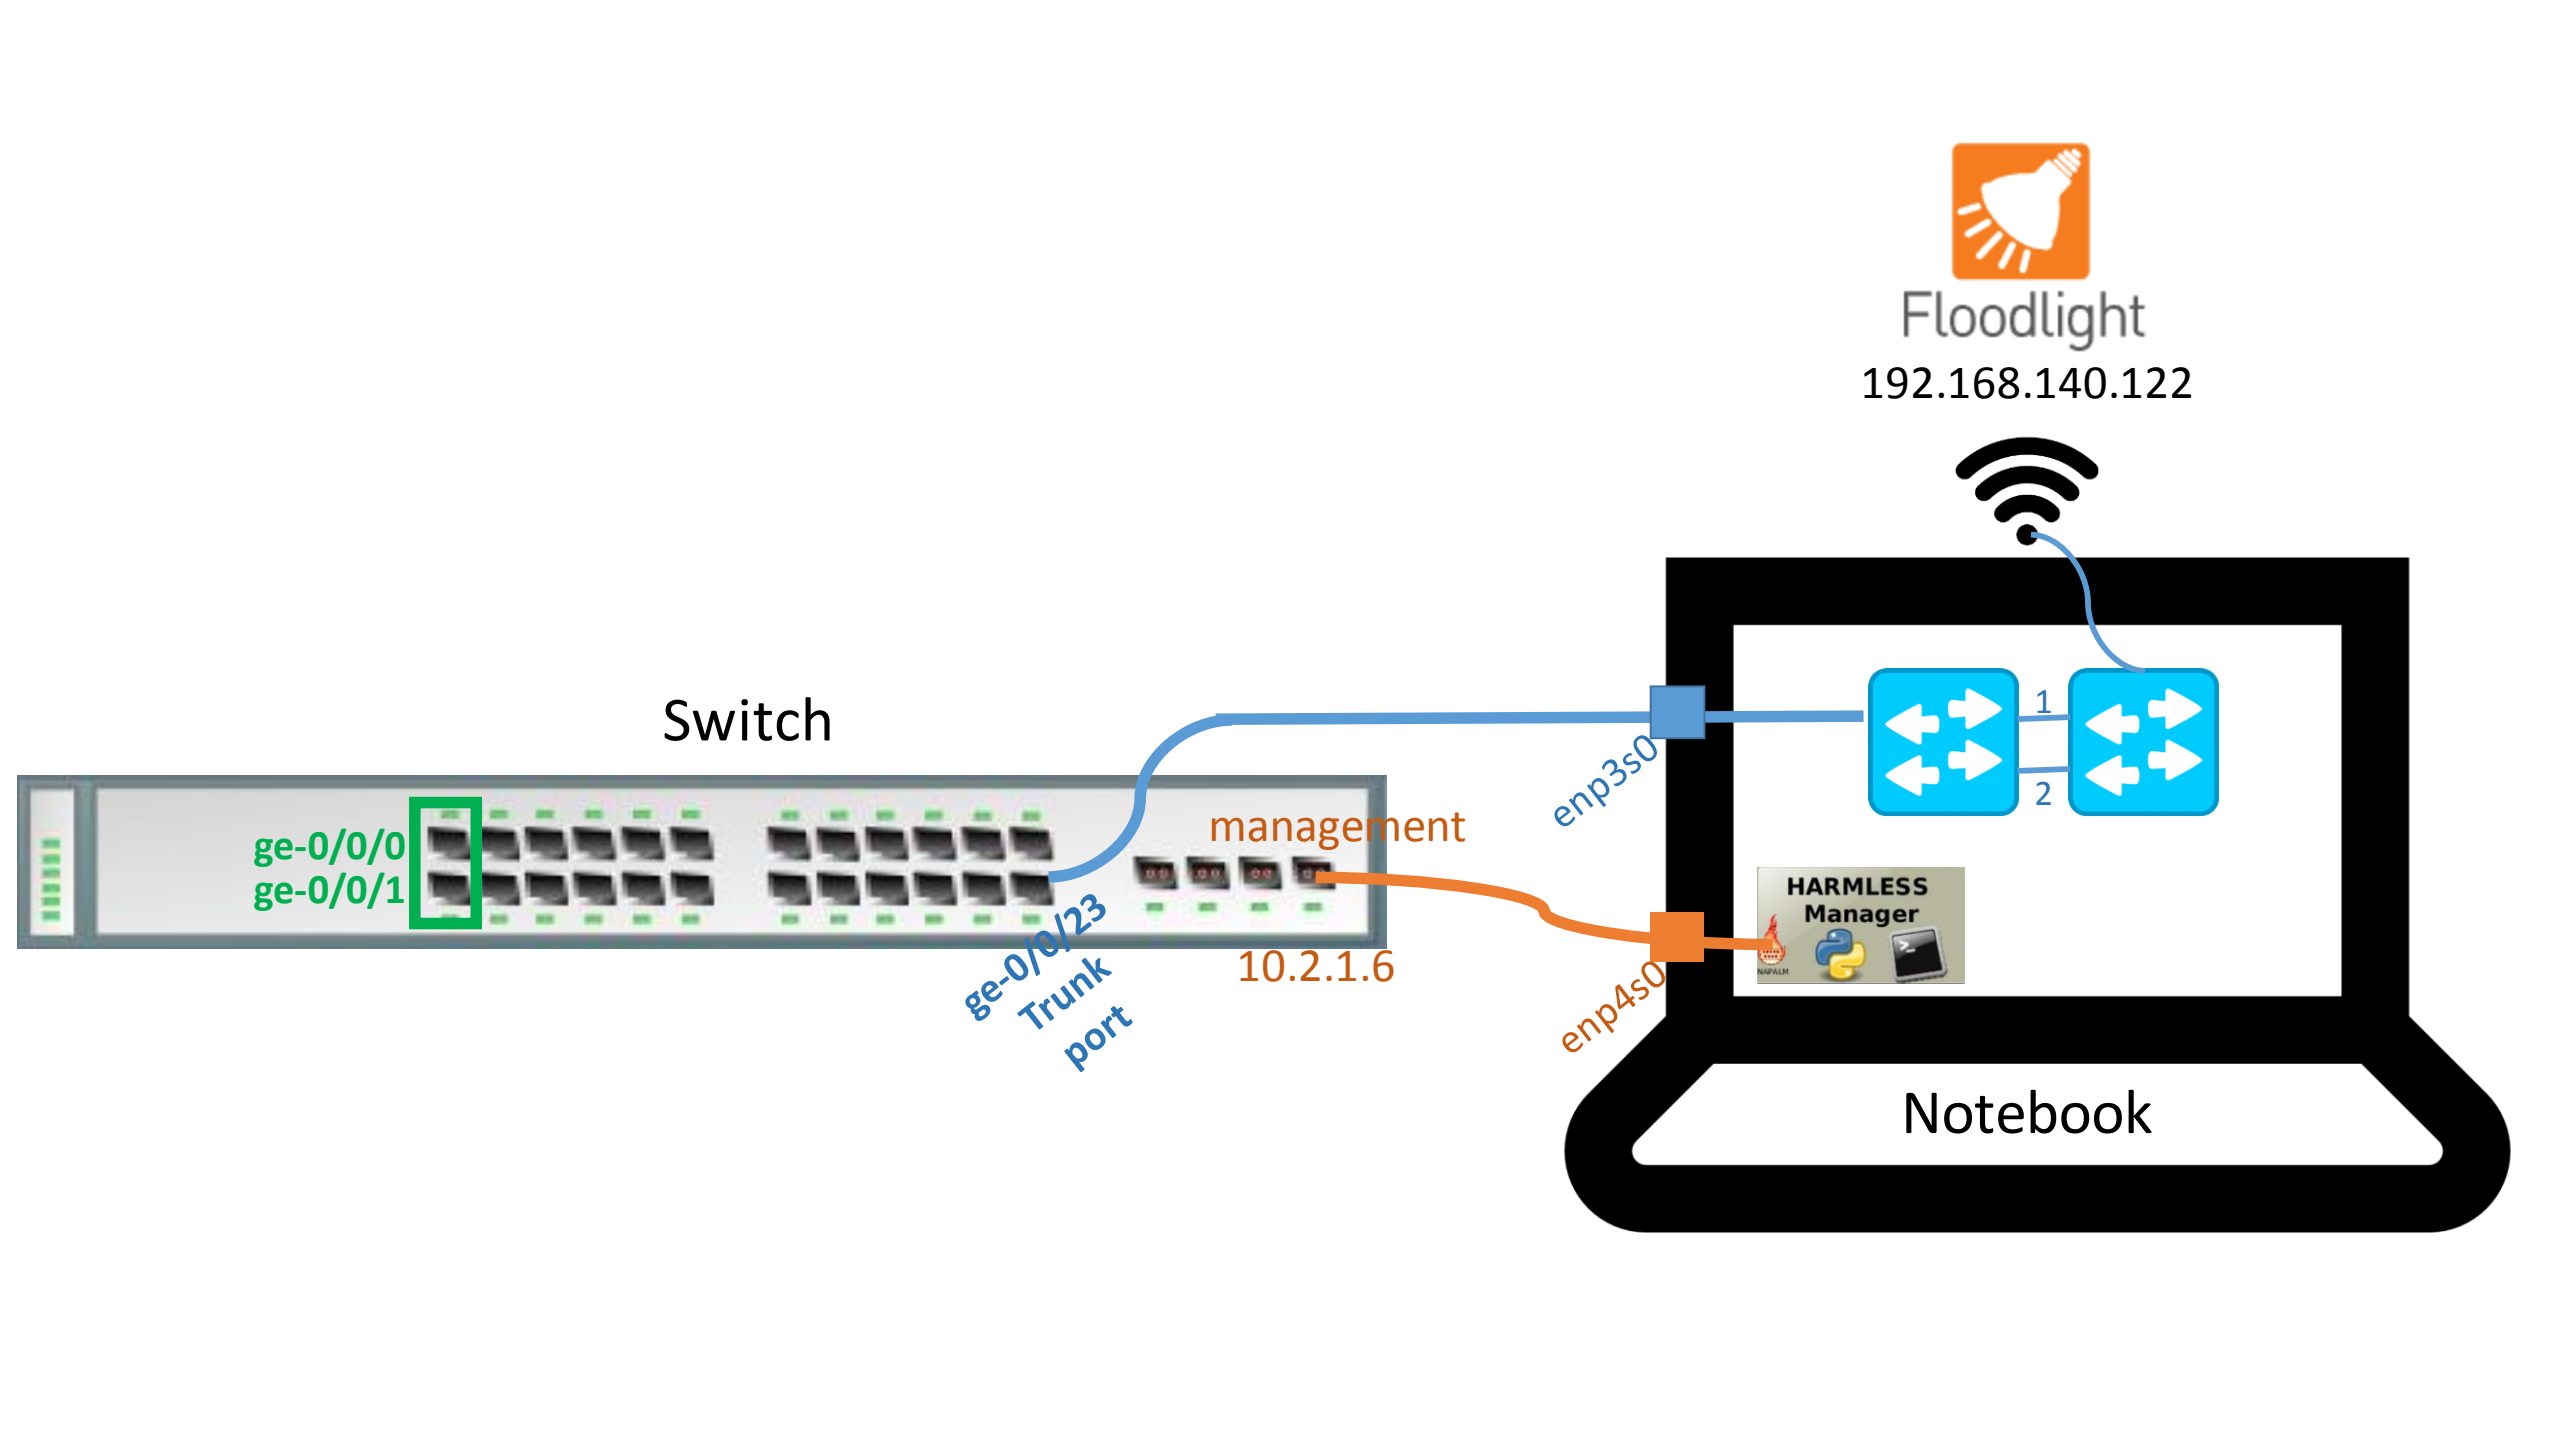 Floodlight
192.168.140.122
Switch
1
2
enp3s0
management
ge-0/0/0
ge-0/0/1
HARMLESS
Manager
NAPALM
>_
ge-0/0/23
Trunk
port
10.2.1.6
enp4s0
Notebook